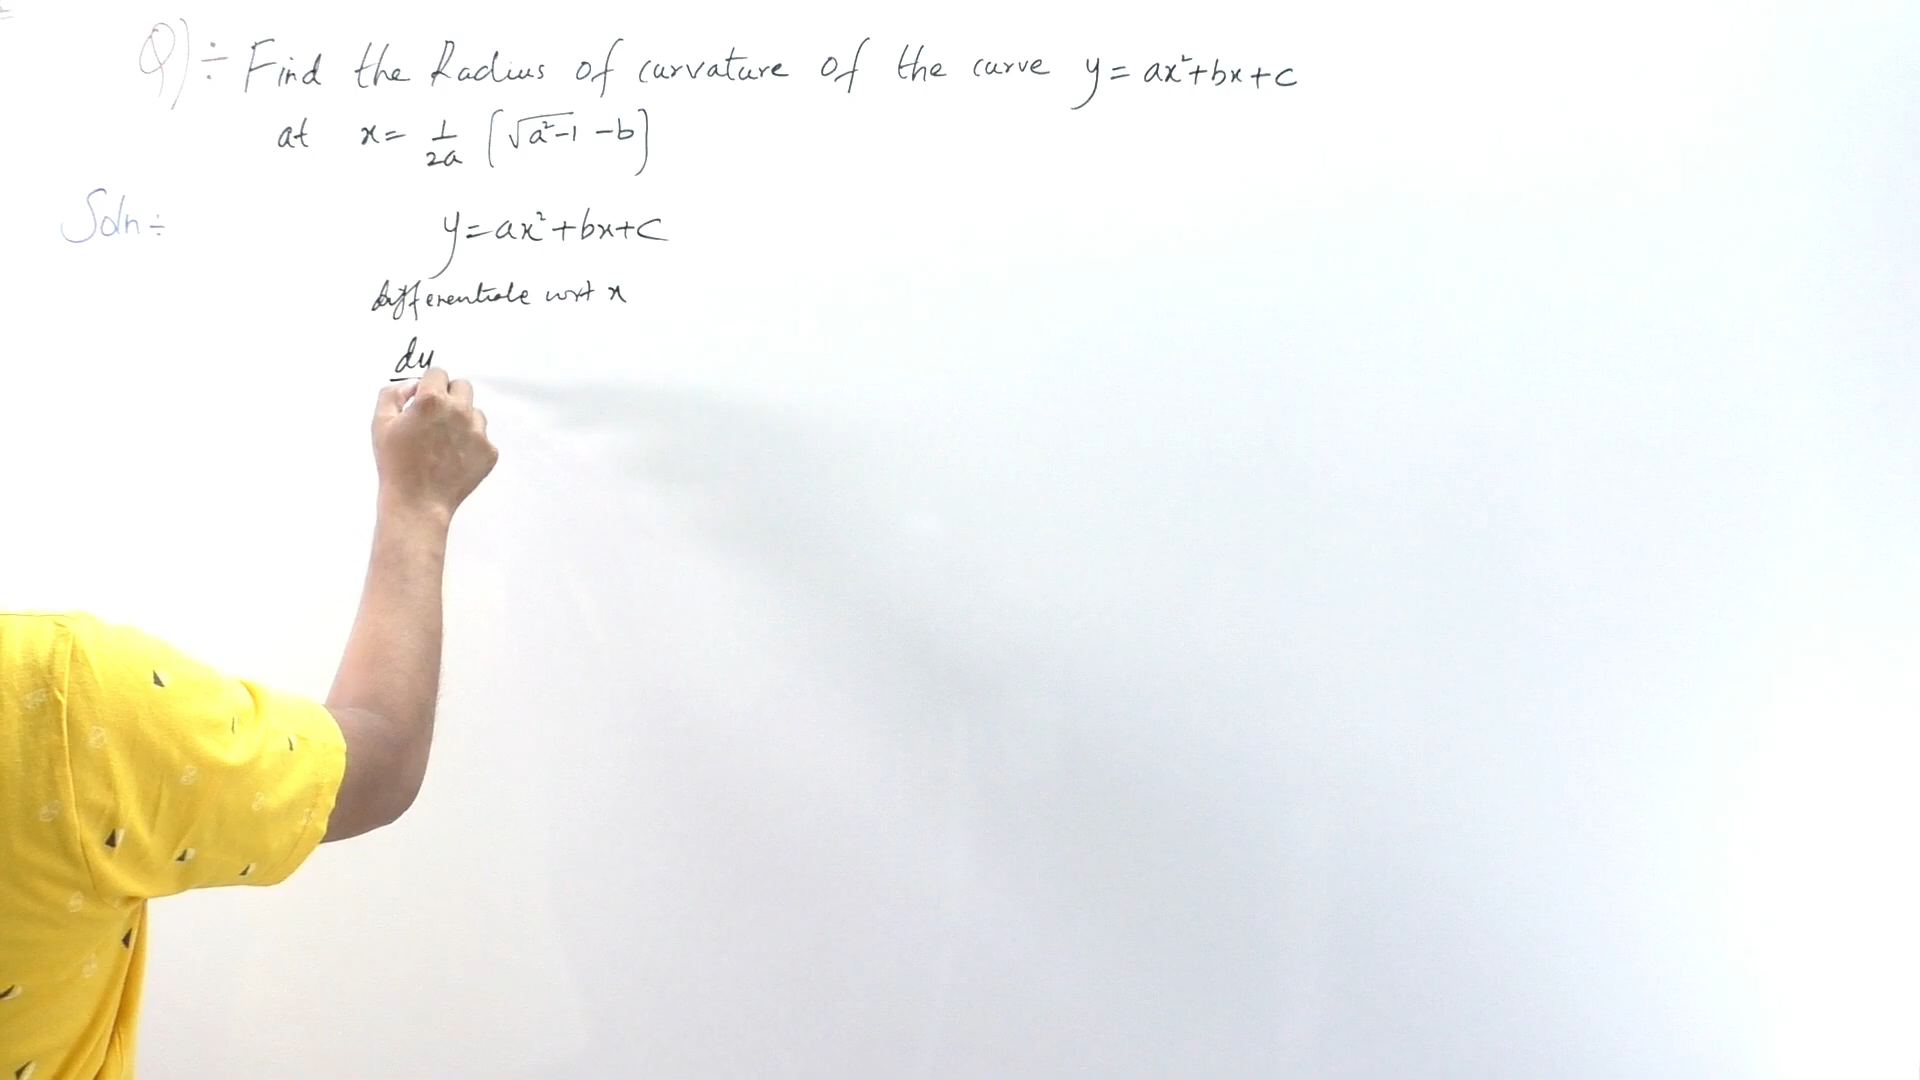 Q) ÷ Find the Radius of curvature of the curve y = ax²+bx+c
at x = 1/2a [√a²-1 -b]
Soln ÷
y=ax²+bx+c
differentiate wrt x
dy